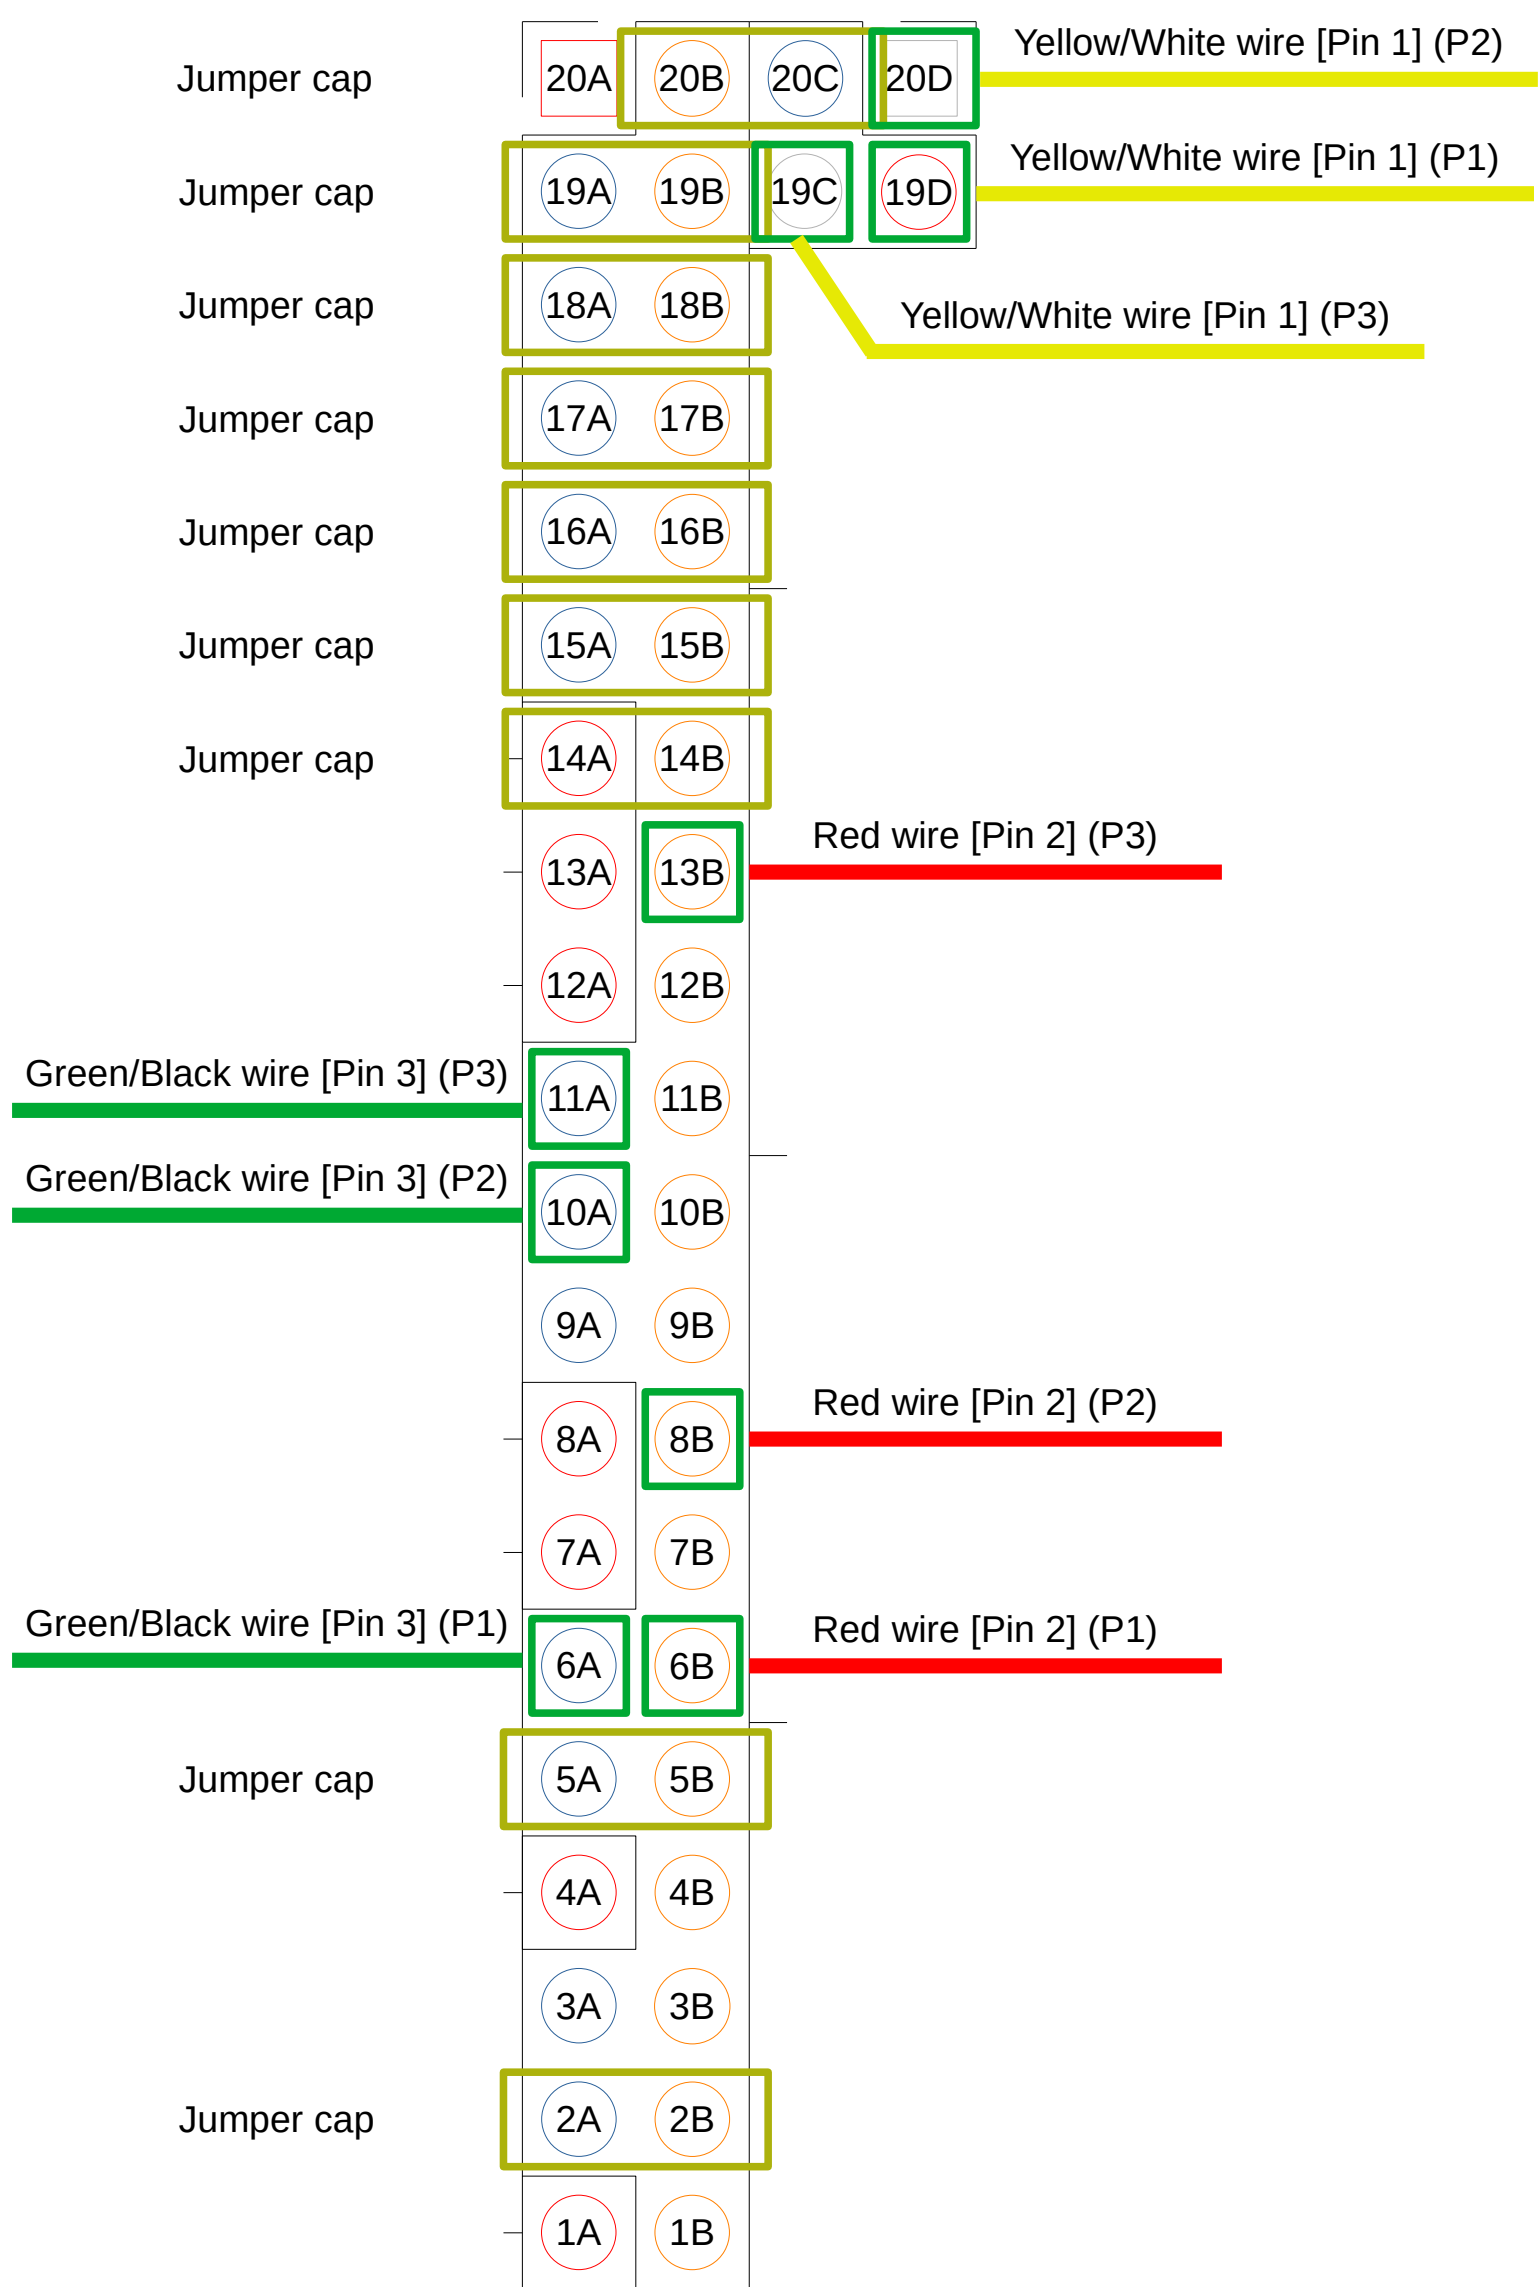 Yellow/White wire [Pin 1] (P2)
Jumper cap 20A 20B 20C 20D
Yellow/White wire [Pin 1] (P1)
Jumper cap 19A 19B 19C 19D
Jumper cap 18A 18B
Yellow/White wire [Pin 1] (P3)
Jumper cap 17A 17B
Jumper cap 16A 16B
Jumper cap 15A 15B
Jumper cap 14A 14B
Red wire [Pin 2] (P3)
13A 13B
12A 12B
Green/Black wire [Pin 3] (P3)
11A 11B
Green/Black wire [Pin 3] (P2)
10A 10B
9A 9B
Red wire [Pin 2] (P2)
8A 8B
7A 7B
Green/Black wire [Pin 3] (P1)
Red wire [Pin 2] (P1)
6A 6B
Jumper cap 5A 5B
4A 4B
3A 3B
Jumper cap 2A 2B
1A 1B